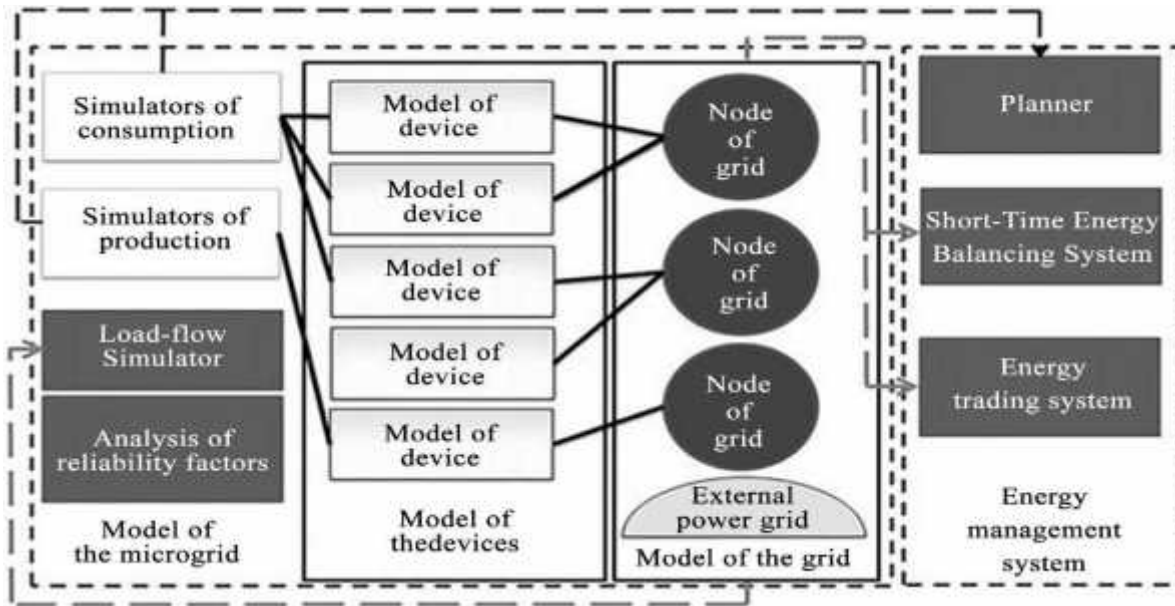 Simulators of
consumption
Simulators of
production
Load-flow
Simulator
Analysis of
reliability factors
Model of
the microgrid
Model of
device
Model of
device
Model of
device
Model of
device
Model of
device
Model of
thedevices
Node
of
grid
Node
of
grid
Node
of
grid
External
power grid
Model of the grid
Planner
Short-Time Energy
Balancing System
Energy
trading system
Energy
management
system